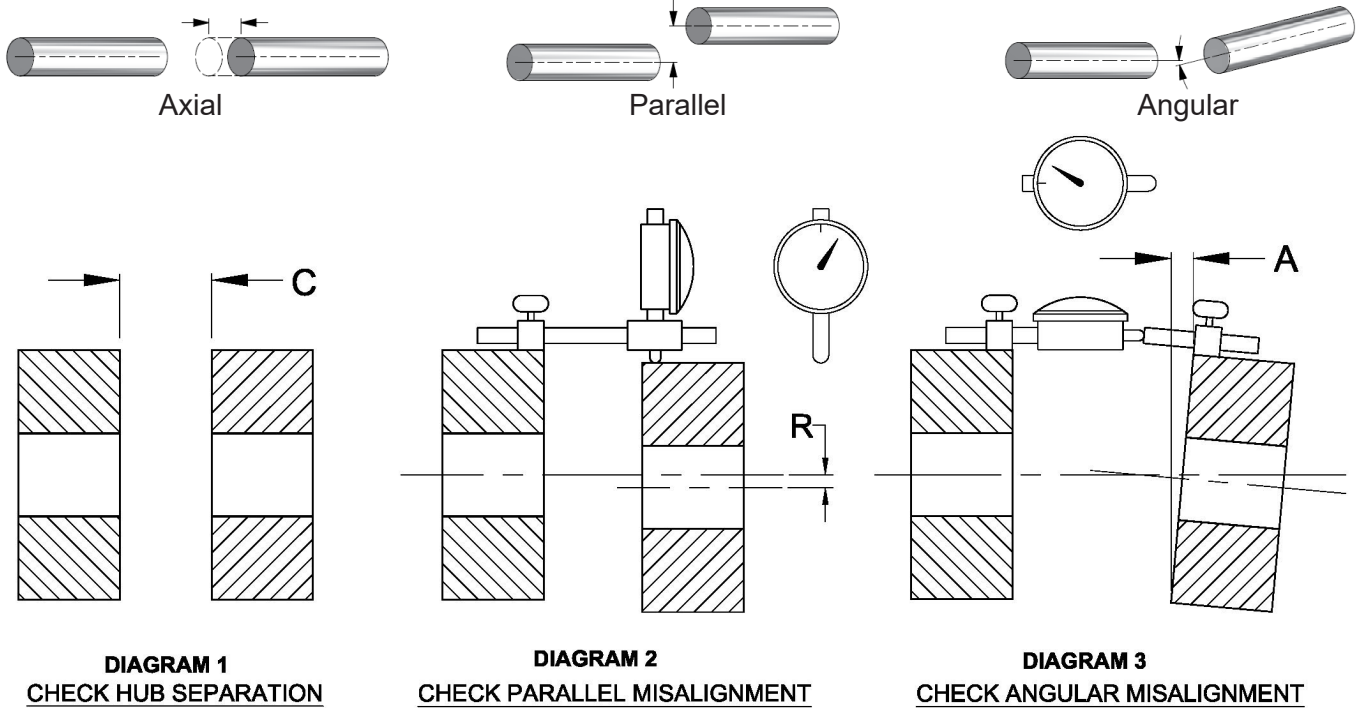 Axial
Parallel
Angular
C
R
A
DIAGRAM 1
CHECK HUB SEPARATION
DIAGRAM 2
CHECK PARALLEL MISALIGNMENT
DIAGRAM 3
CHECK ANGULAR MISALIGNMENT